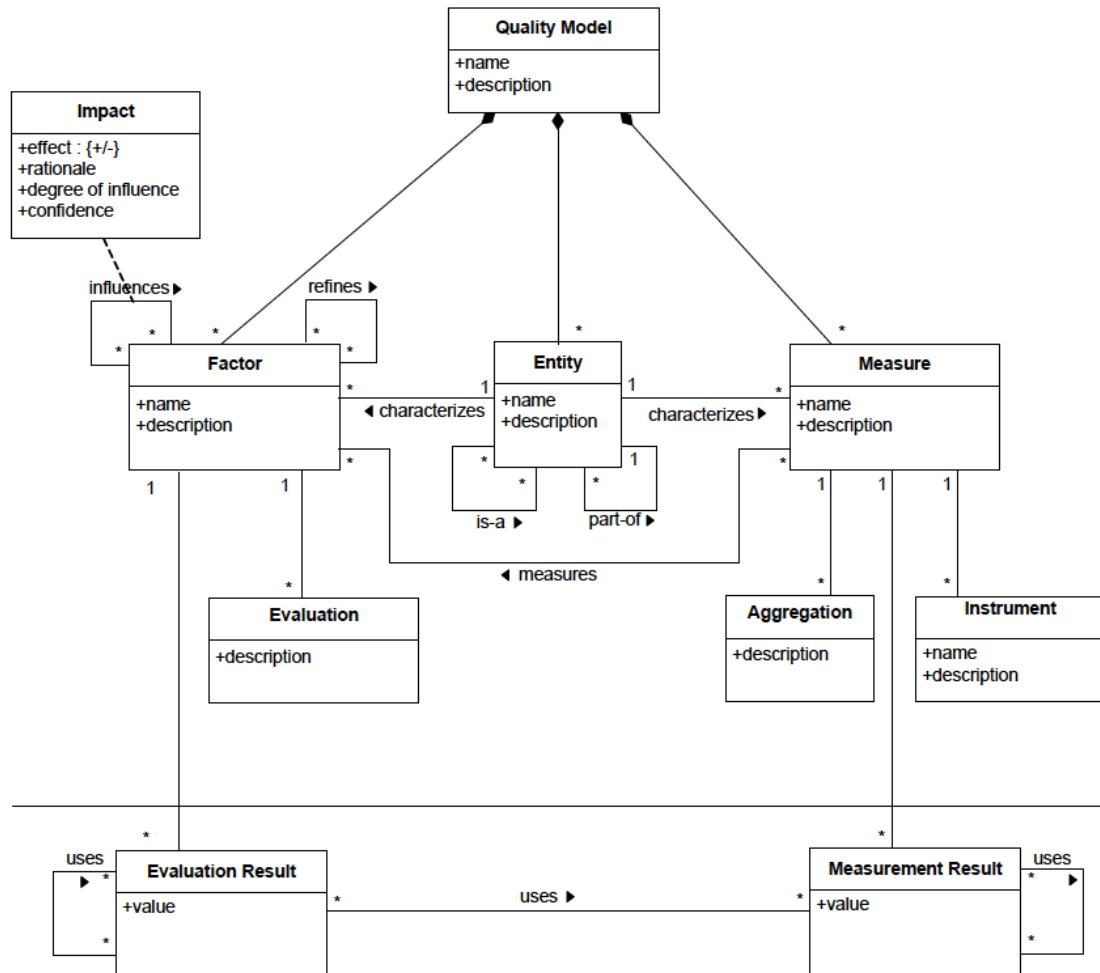 Quality Model
+name
+description
Impact
+effect : {+/-}
+rationale
+degree of influence
+confidence
influences ▶
refines ▶
* * * * * * * *
Factor
+name
+description
Entity
+name
+description
Measure
+name
+description
* 1 1 *
◀ characterizes
characterizes ▶
* * 1 *
* *
1 1 1 1 1
is-a ▶
part-of ▶
◀ measures
* * *
Evaluation
+description
Aggregation
+description
Instrument
+name
+description
* *
uses ▶
Evaluation Result
+value
* *
* uses ▶ *
Measurement Result
+value
uses ▶
* *